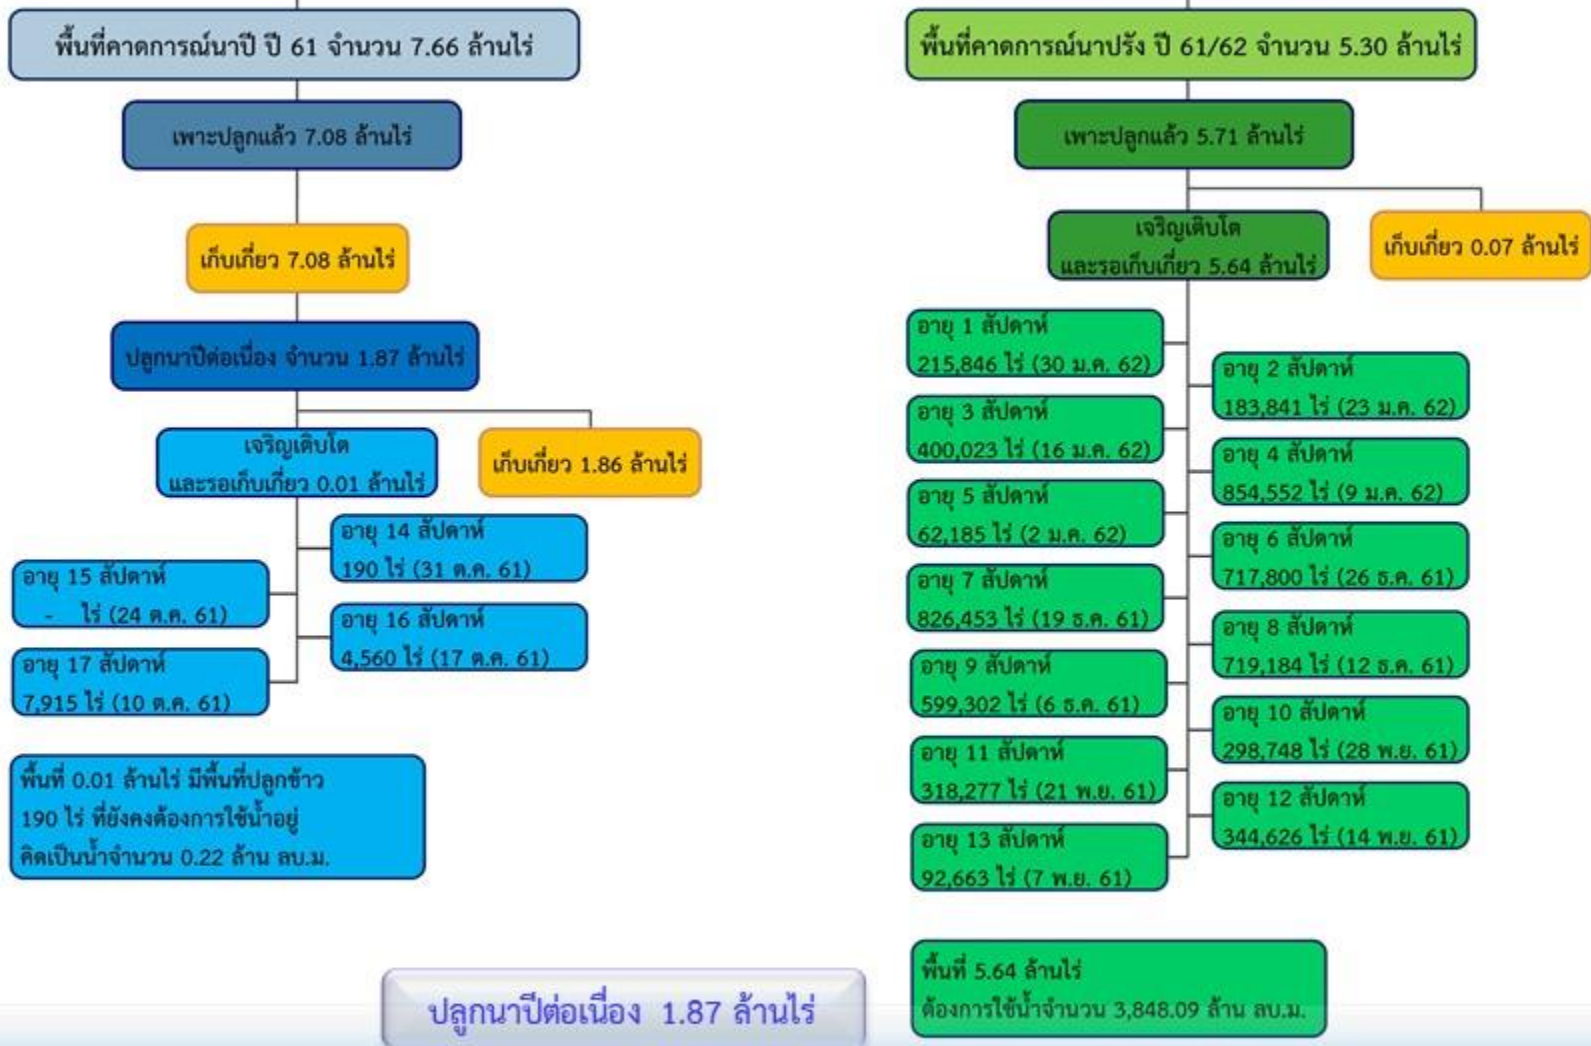 พื้นที่คาดการณ์นาปี ปี 61 จำนวน 7.66 ล้านไร่
เพาะปลูกแล้ว 7.08 ล้านไร่
เก็บเกี่ยว 7.08 ล้านไร่
ปลูกนาปีต่อเนื่อง จำนวน 1.87 ล้านไร่
เจริญเติบโต
และรอเก็บเกี่ยว 0.01 ล้านไร่
เก็บเกี่ยว 1.86 ล้านไร่
อายุ 14 สัปดาห์
190 ไร่ (31 ต.ค. 61)
อายุ 15 สัปดาห์
- ไร่ (24 ต.ค. 61)
อายุ 16 สัปดาห์
4,560 ไร่ (17 ต.ค. 61)
อายุ 17 สัปดาห์
7,915 ไร่ (10 ต.ค. 61)
พื้นที่ 0.01 ล้านไร่ มีพื้นที่ปลูกข้าว
190 ไร่ ที่ยังคงต้องการใช้น้ำอยู่
คิดเป็นน้ำจำนวน 0.22 ล้าน ลบ.ม.
ปลูกนาปีต่อเนื่อง 1.87 ล้านไร่
พื้นที่คาดการณ์นาปรัง ปี 61/62 จำนวน 5.30 ล้านไร่
เพาะปลูกแล้ว 5.71 ล้านไร่
เจริญเติบโต
และรอเก็บเกี่ยว 5.64 ล้านไร่
เก็บเกี่ยว 0.07 ล้านไร่
อายุ 1 สัปดาห์
215,846 ไร่ (30 ม.ค. 62)
อายุ 2 สัปดาห์
183,841 ไร่ (23 ม.ค. 62)
อายุ 3 สัปดาห์
400,023 ไร่ (16 ม.ค. 62)
อายุ 4 สัปดาห์
854,552 ไร่ (9 ม.ค. 62)
อายุ 5 สัปดาห์
62,185 ไร่ (2 ม.ค. 62)
อายุ 6 สัปดาห์
717,800 ไร่ (26 ธ.ค. 61)
อายุ 7 สัปดาห์
826,453 ไร่ (19 ธ.ค. 61)
อายุ 8 สัปดาห์
719,184 ไร่ (12 ธ.ค. 61)
อายุ 9 สัปดาห์
599,302 ไร่ (6 ธ.ค. 61)
อายุ 10 สัปดาห์
298,748 ไร่ (28 พ.ย. 61)
อายุ 11 สัปดาห์
318,277 ไร่ (21 พ.ย. 61)
อายุ 12 สัปดาห์
344,626 ไร่ (14 พ.ย. 61)
อายุ 13 สัปดาห์
92,663 ไร่ (7 พ.ย. 61)
พื้นที่ 5.64 ล้านไร่
ต้องการใช้น้ำจำนวน 3,848.09 ล้าน ลบ.ม.